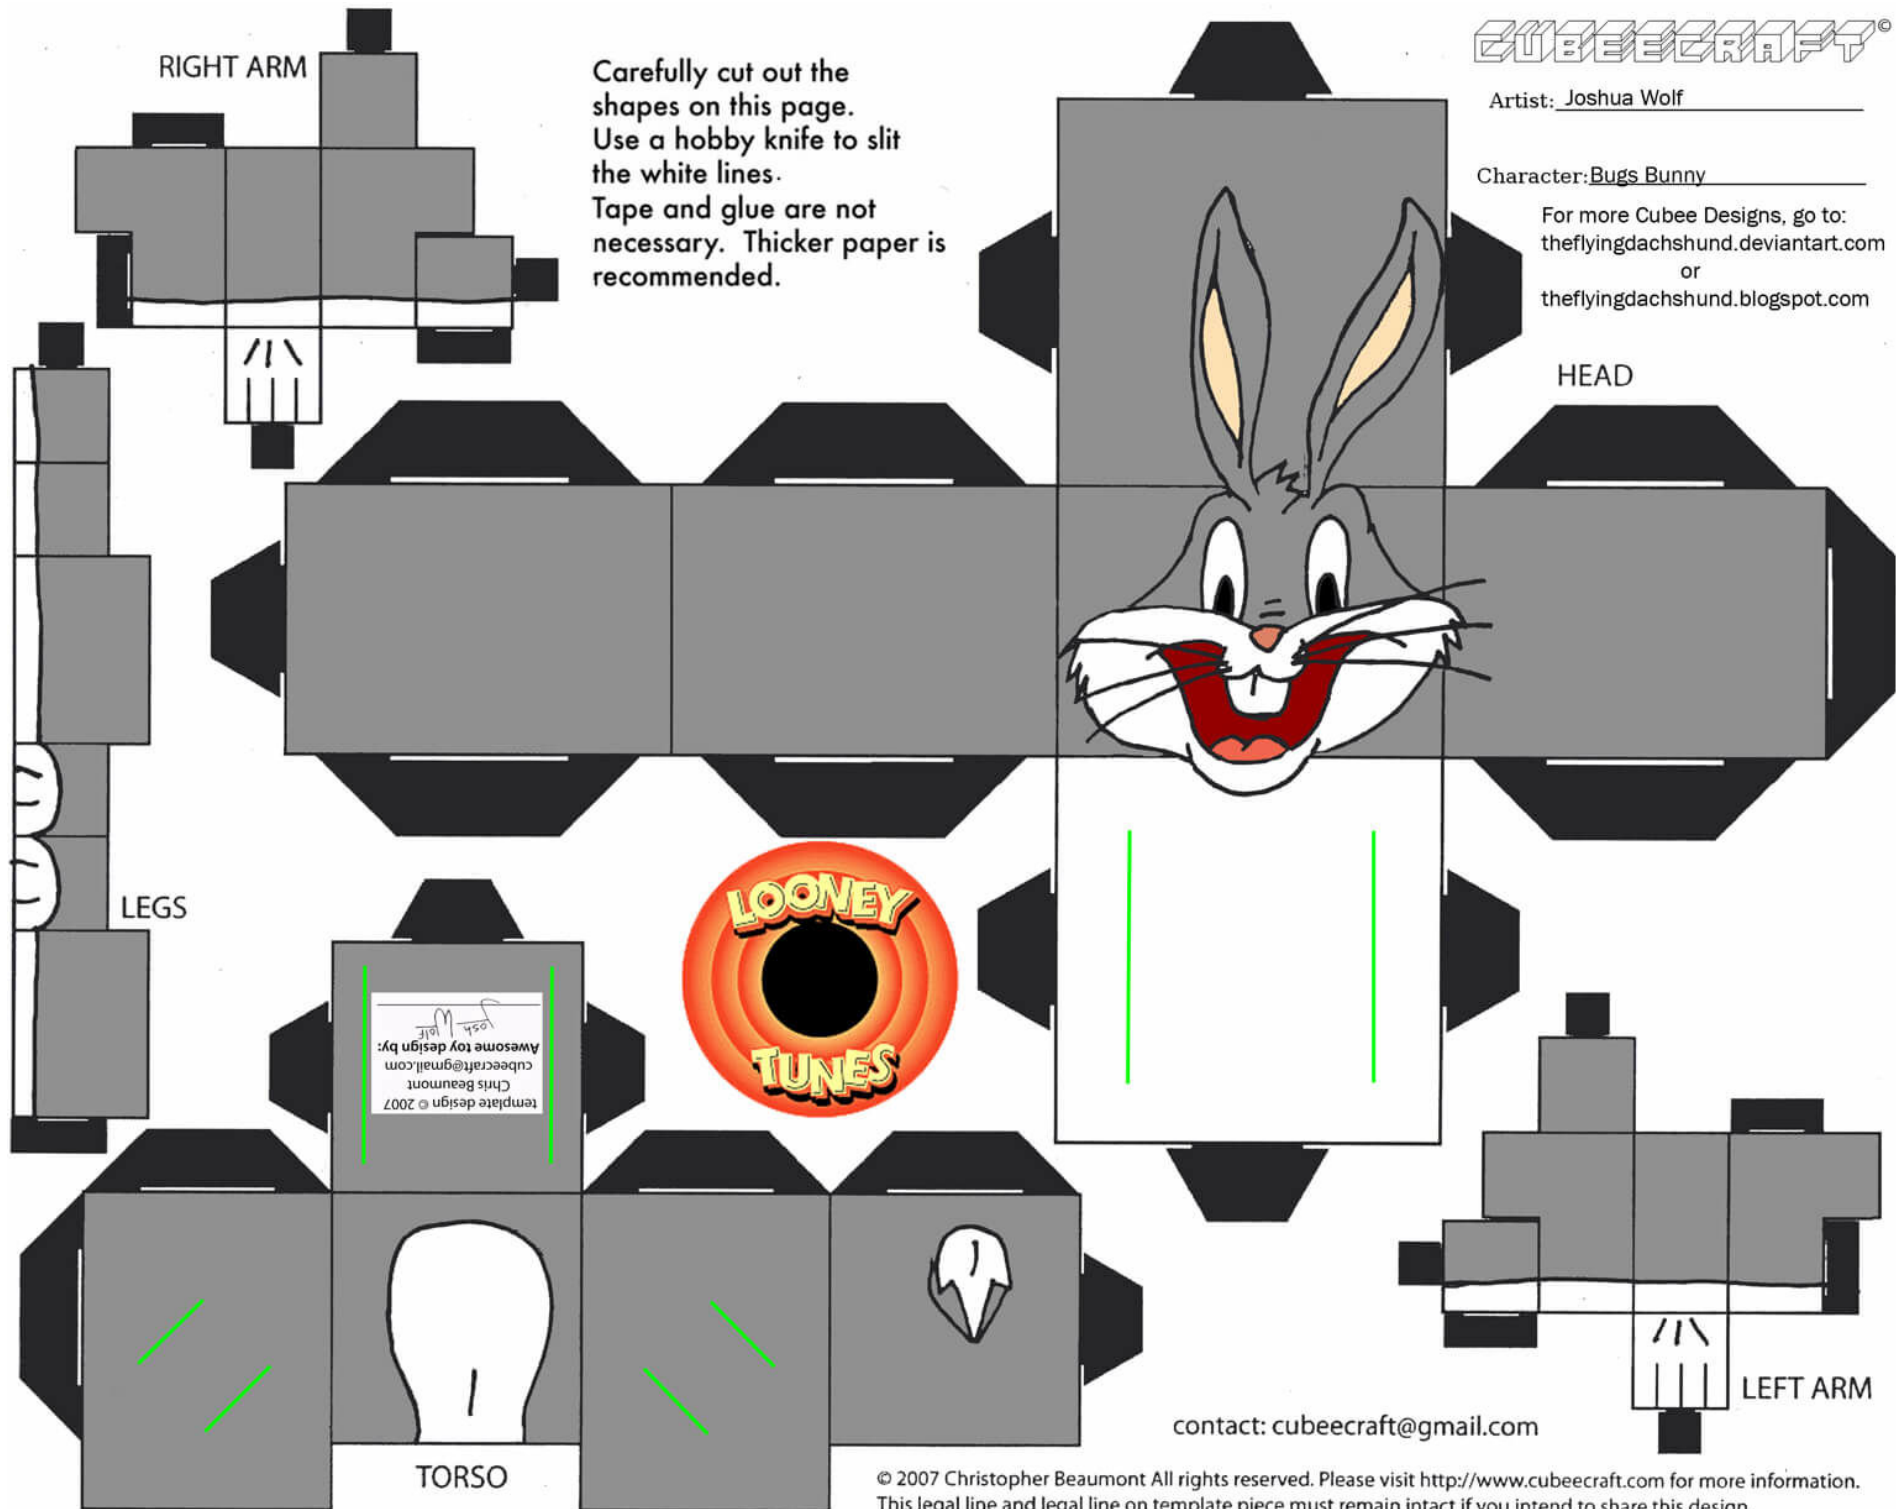 RIGHT ARM
Carefully cut out the
shapes on this page.
Use a hobby knife to slit
the white lines.
Tape and glue are not
necessary. Thicker paper is
recommended.
CUBEECRAFT©
Artist: Joshua Wolf
Character: Bugs Bunny
For more Cubee Designs, go to:
theflyingdachshund.deviantart.com
or
theflyingdachshund.blogspot.com
HEAD
LEGS
LOONEY
TUNES
template design © 2007
Chris Beaumont
cubeecraft@gmail.com
Awesome toy design by:
Josh Wolf
LEFT ARM
TORSO
contact: cubeecraft@gmail.com
© 2007 Christopher Beaumont All rights reserved. Please visit http://www.cubeecraft.com for more information.
This legal line and legal line on template piece must remain intact if you intend to share this design